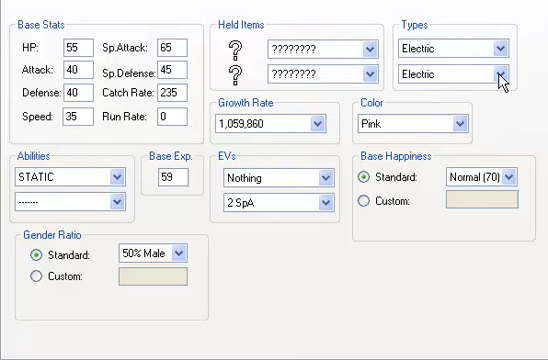 Base Stats
HP: 55 Sp.Attack: 65
Attack: 40 Sp.Defense: 45
Defense: 40 Catch Rate: 235
Speed: 35 Run Rate: 0
Held Items
? ????????
? ????????
Types
Electric
Electric
Growth Rate
1,059,860
Color
Pink
Abilities
STATIC
-------
Base Exp.
59
EVs
Nothing
2 SpA
Base Happiness
Standard: Normal (70)
Custom:
Gender Ratio
Standard: 50% Male
Custom: